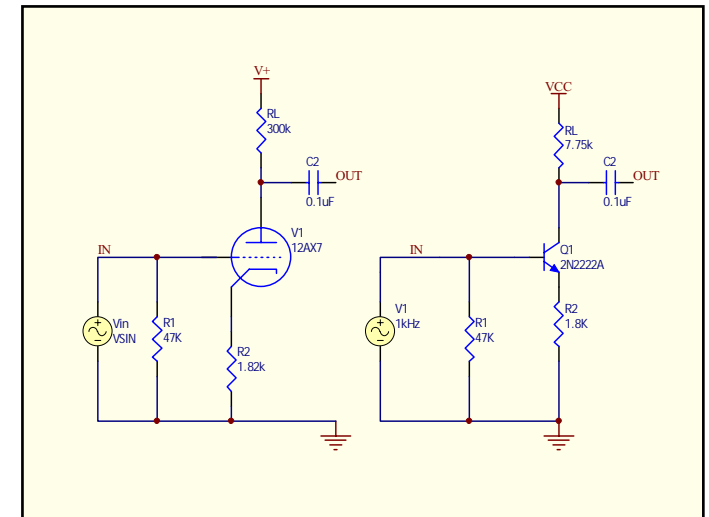 V+
RL
300k
C2
OUT
0.1uF
V1
12AX7
IN
Vin
VSIN
R1
47K
R2
1.82k
VCC
RL
7.75k
C2
OUT
0.1uF
Q1
2N2222A
IN
V1
1kHz
R1
47K
R2
1.8K